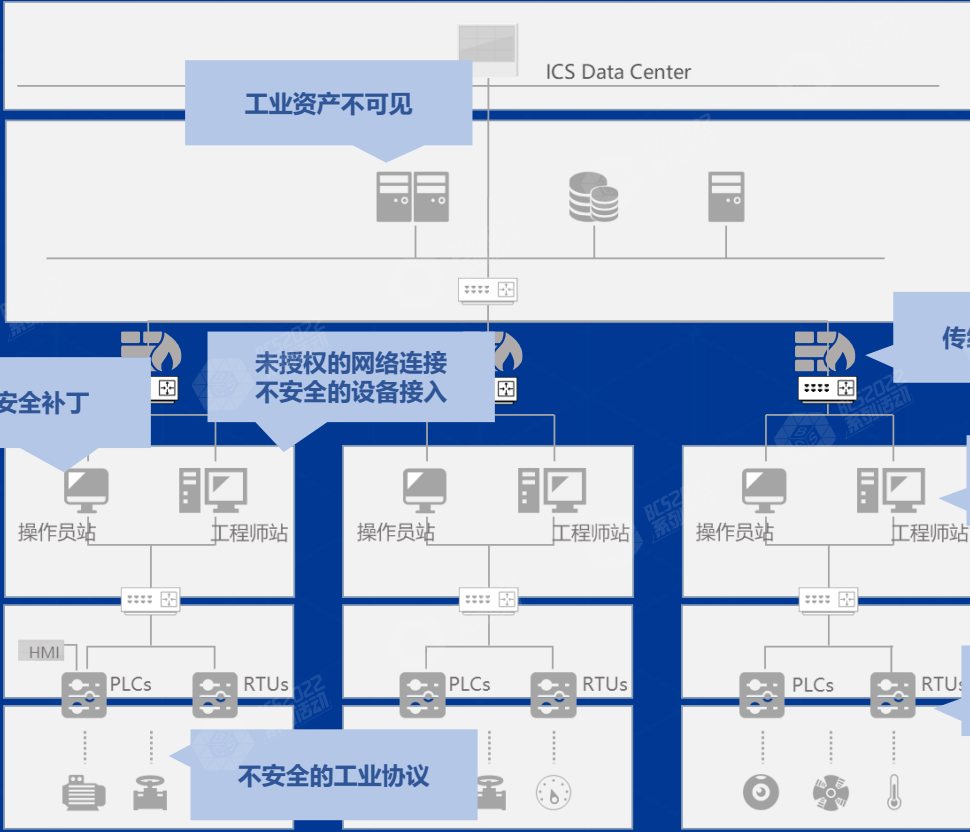 ICS Data Center
工业资产不可见
传
未授权的网络连接
不安全的设备接入
安全补丁
操作员站
工程师站
操作员站
工程师站
操作员站
工程师站
HMI
PLCs
RTUs
PLCs
RTUs
PLCs
RTUs
不安全的工业协议